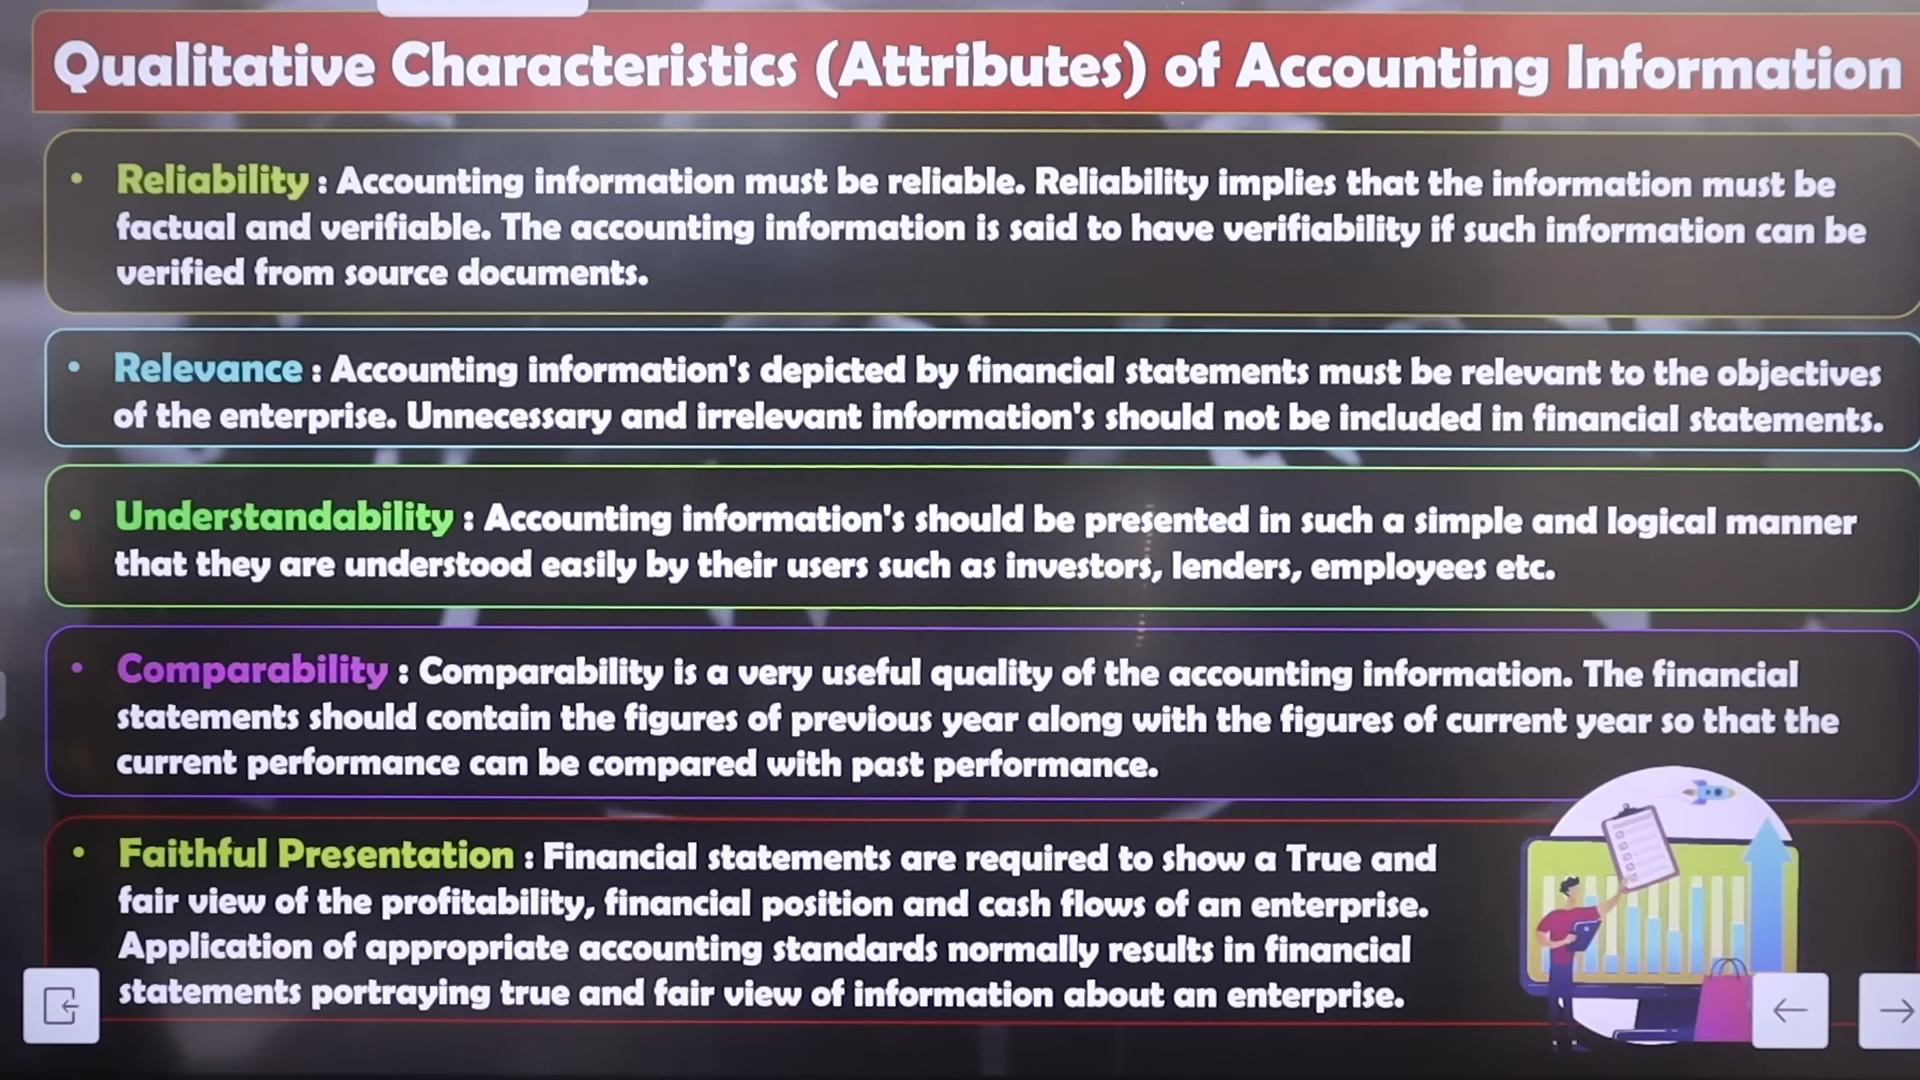 Qualitative Characteristics (Attributes) of Accounting Information
• Reliability : Accounting information must be reliable. Reliability implies that the information must be
factual and verifiable. The accounting information is said to have verifiability if such information can be
verified from source documents.
• Relevance : Accounting information's depicted by financial statements must be relevant to the objectives
of the enterprise. Unnecessary and irrelevant information's should not be included in financial statements.
• Understandability : Accounting information's should be presented in such a simple and logical manner
that they are understood easily by their users such as investors, lenders, employees etc.
• Comparability : Comparability is a very useful quality of the accounting information. The financial
statements should contain the figures of previous year along with the figures of current year so that the
current performance can be compared with past performance.
• Faithful Presentation : Financial statements are required to show a True and
fair view of the profitability, financial position and cash flows of an enterprise.
Application of appropriate accounting standards normally results in financial
statements portraying true and fair view of information about an enterprise.